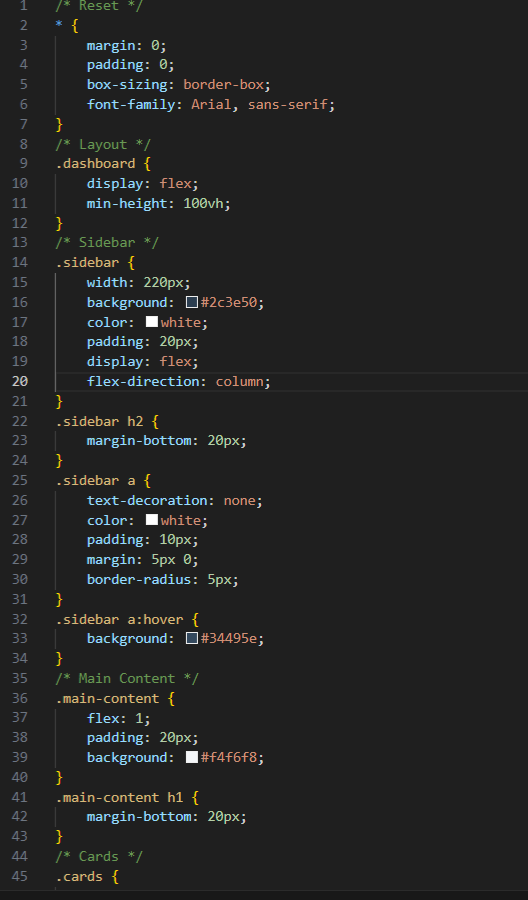 1 /* Reset */
2 * {
3     margin: 0;
4     padding: 0;
5     box-sizing: border-box;
6     font-family: Arial, sans-serif;
7 }
8 /* Layout */
9 .dashboard {
10     display: flex;
11     min-height: 100vh;
12 }
13 /* Sidebar */
14 .sidebar {
15     width: 220px;
16     background: #2c3e50;
17     color: white;
18     padding: 20px;
19     display: flex;
20     flex-direction: column;
21 }
22 .sidebar h2 {
23     margin-bottom: 20px;
24 }
25 .sidebar a {
26     text-decoration: none;
27     color: white;
28     padding: 10px;
29     margin: 5px 0;
30     border-radius: 5px;
31 }
32 .sidebar a:hover {
33     background: #34495e;
34 }
35 /* Main Content */
36 .main-content {
37     flex: 1;
38     padding: 20px;
39     background: #f4f6f8;
40 }
41 .main-content h1 {
42     margin-bottom: 20px;
43 }
44 /* Cards */
45 .cards {